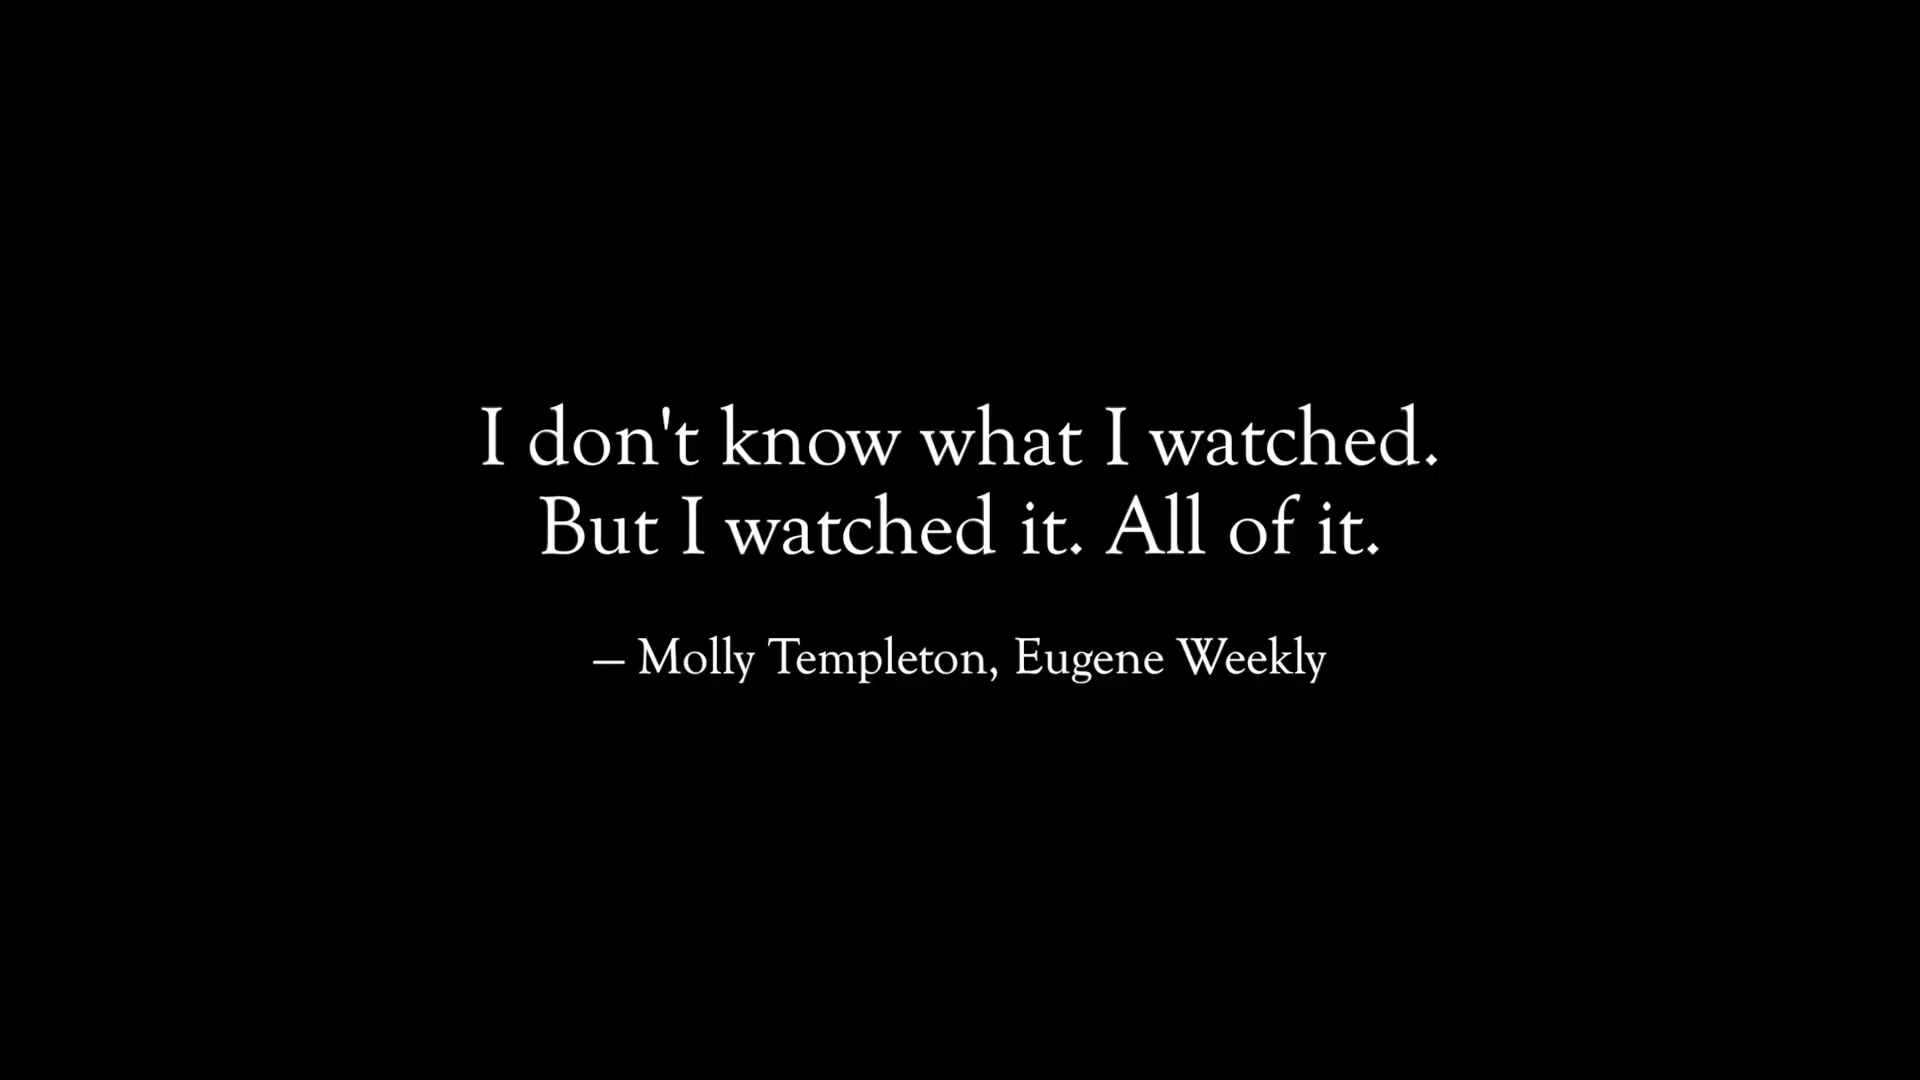 I don't know what I watched.
But I watched it. All of it.
– Molly Templeton, Eugene Weekly